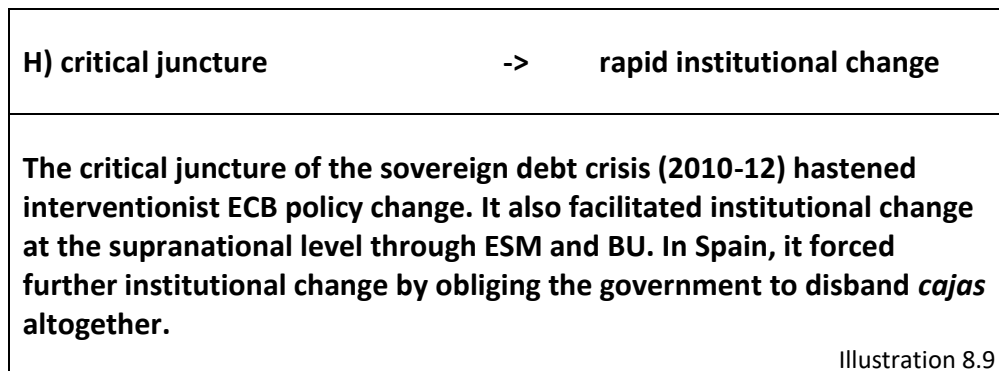 H) critical juncture -> rapid institutional change
The critical juncture of the sovereign debt crisis (2010-12) hastened
interventionist ECB policy change. It also facilitated institutional change
at the supranational level through ESM and BU. In Spain, it forced
further institutional change by obliging the government to disband cajas
altogether.
Illustration 8.9